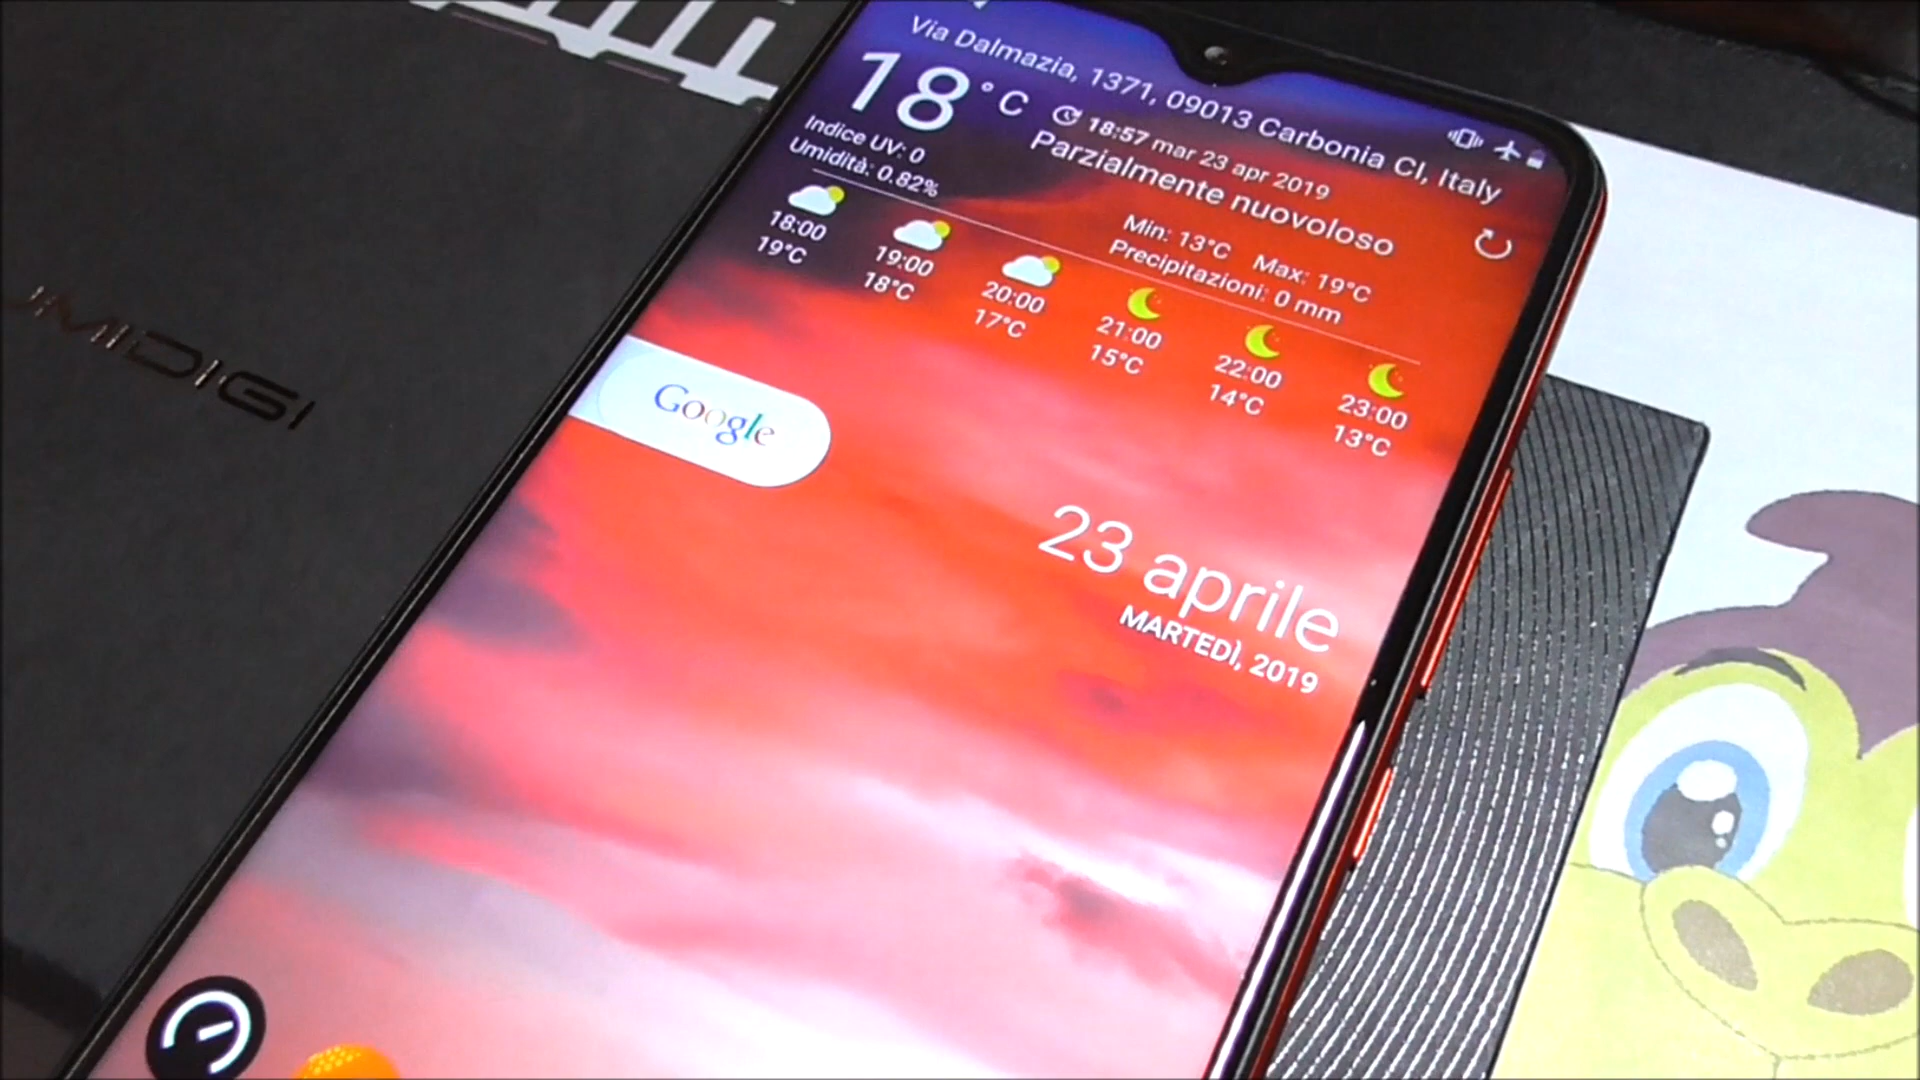 Via Dalmazia, 1371, 09013 Carbonia CI, Italy
18 °C
18:57 mar 23 apr 2019
Parzialmente nuovoloso
Indice UV: 0
Umidità: 0.82%
Min: 13°C Max: 19°C
Precipitazioni: 0 mm
18:00 19:00 20:00 21:00 22:00 23:00
19°C 18°C 17°C 15°C 14°C 13°C
Google
23 aprile
MARTEDÌ, 2019
UMIDIGI